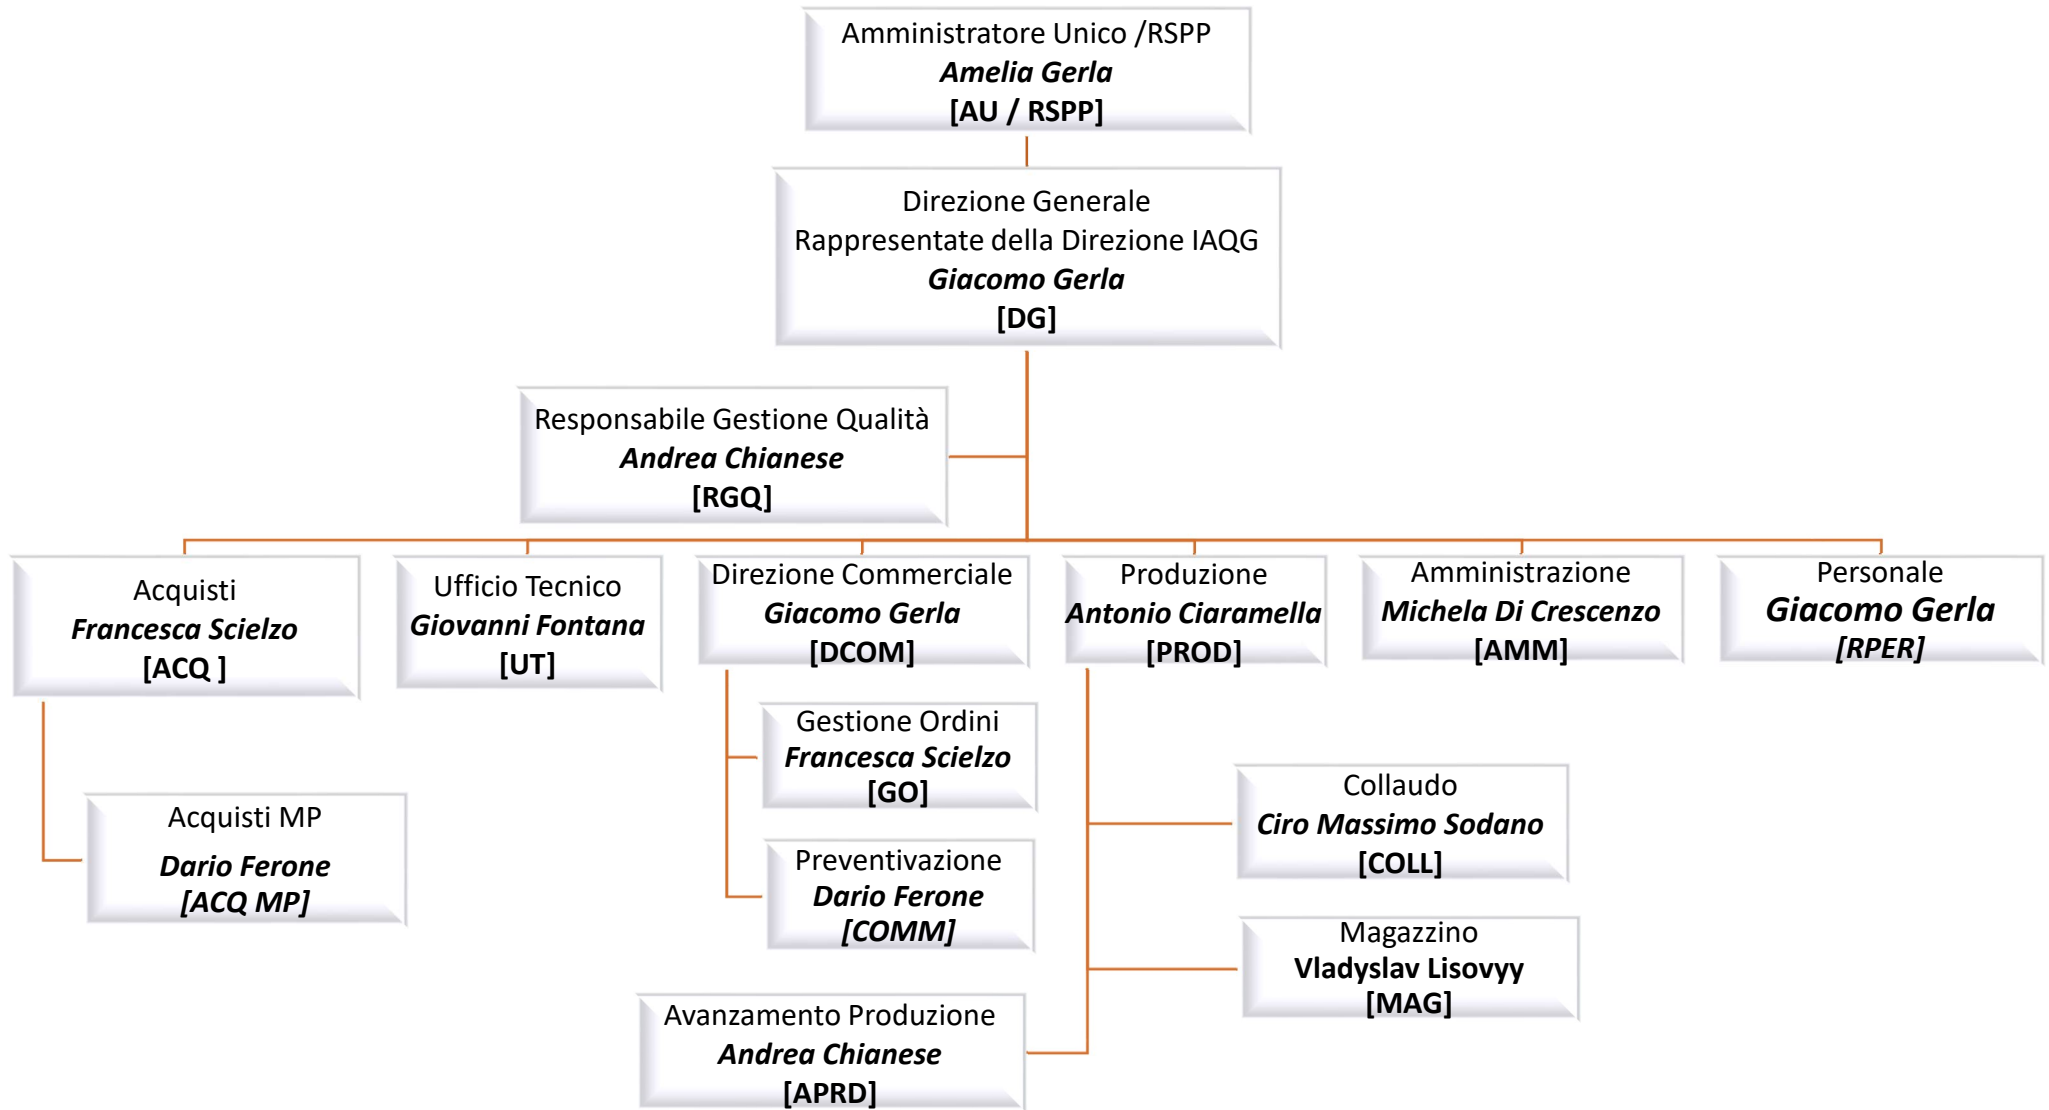 Amministratore Unico /RSPP
Amelia Gerla
[AU / RSPP]
Direzione Generale
Rappresentate della Direzione IAQG
Giacomo Gerla
[DG]
Responsabile Gestione Qualità
Andrea Chianese
[RGQ]
Acquisti
Francesca Scielzo
[ACQ ]
Ufficio Tecnico
Giovanni Fontana
[UT]
Direzione Commerciale
Giacomo Gerla
[DCOM]
Produzione
Antonio Ciaramella
[PROD]
Amministrazione
Michela Di Crescenzo
[AMM]
Personale
Giacomo Gerla
[RPER]
Acquisti MP
Dario Ferone
[ACQ MP]
Gestione Ordini
Francesca Scielzo
[GO]
Preventivazione
Dario Ferone
[COMM]
Collaudo
Ciro Massimo Sodano
[COLL]
Magazzino
Vladyslav Lisovyy
[MAG]
Avanzamento Produzione
Andrea Chianese
[APRD]